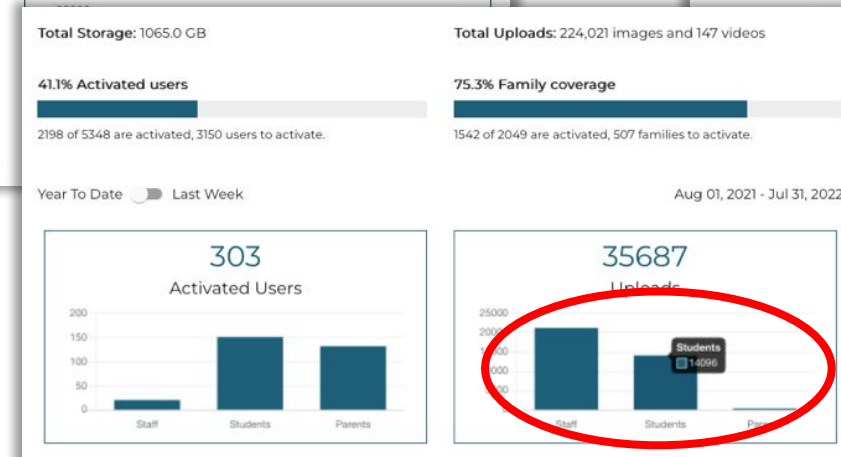 Total Storage: 1065.0 GB
Total Uploads: 224,021 images and 147 videos
41.1% Activated users
75.3% Family coverage
2198 of 5348 are activated, 3150 users to activate.
1542 of 2049 are activated, 507 families to activate.
Year To Date Last Week
Aug 01, 2021 - Jul 31, 2022
303
Activated Users
200
150
100
50
0
Staff Students Parents
35687
Uploads
25000
Students
14096
Staff Students